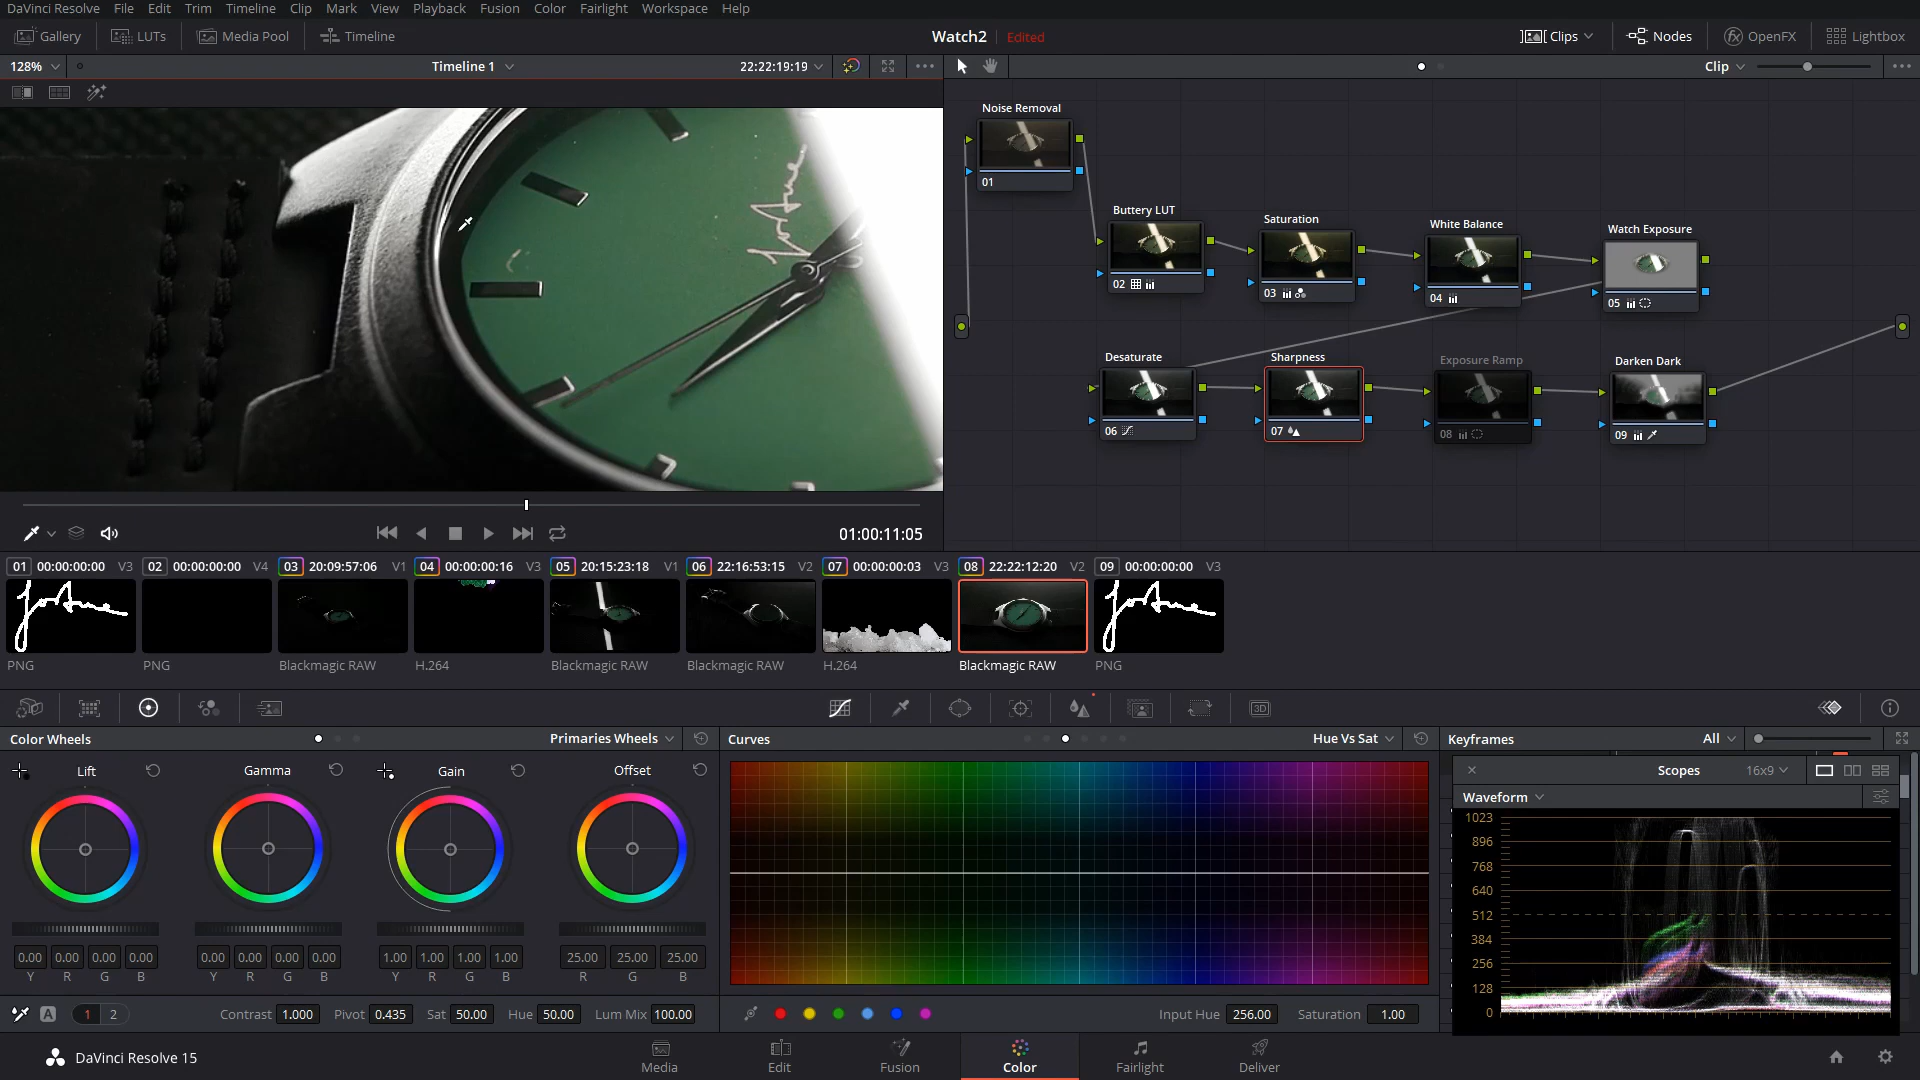 DaVinci Resolve File Edit Trim Timeline Clip Mark View Playback Fusion Color Fairlight Workspace Help
Gallery LUTs Media Pool Timeline Watch2 Edited Clips Nodes fx OpenFX Lightbox
128% Timeline 1 22:22:19:19 Clip
Noise Removal
01
Buttery LUT
02
Saturation
03
White Balance
04
Watch Exposure
05
Desaturate
06
Sharpness
07
Exposure Ramp
08
Darken Dark
09
01:00:11:05
01 00:00:00:00 V3
PNG
02 00:00:00:00 V4
PNG
03 20:09:57:06 V1
Blackmagic RAW
04 00:00:00:16 V3
H.264
05 20:15:23:18 V1
Blackmagic RAW
06 22:16:53:15 V2
Blackmagic RAW
07 00:00:00:03 V3
H.264
08 22:22:12:20 V2
Blackmagic RAW
09 00:00:00:00 V3
PNG
3D
Color Wheels Primaries Wheels
Lift Gamma Gain Offset
0.00 0.00 0.00 0.00 0.00 0.00 0.00 0.00 1.00 1.00 1.00 1.00 25.00 25.00 25.00
Y R G B Y R G B Y R G B R G B
A 1 2 Contrast 1.000 Pivot 0.435 Sat 50.00 Hue 50.00 Lum Mix 100.00
Curves Hue Vs Sat
Input Hue 256.00 Saturation 1.00
Keyframes All
Scopes 16x9
Waveform
1023
896
768
640
512
384
256
128
0
DaVinci Resolve 15 Media Edit Fusion Color Fairlight Deliver